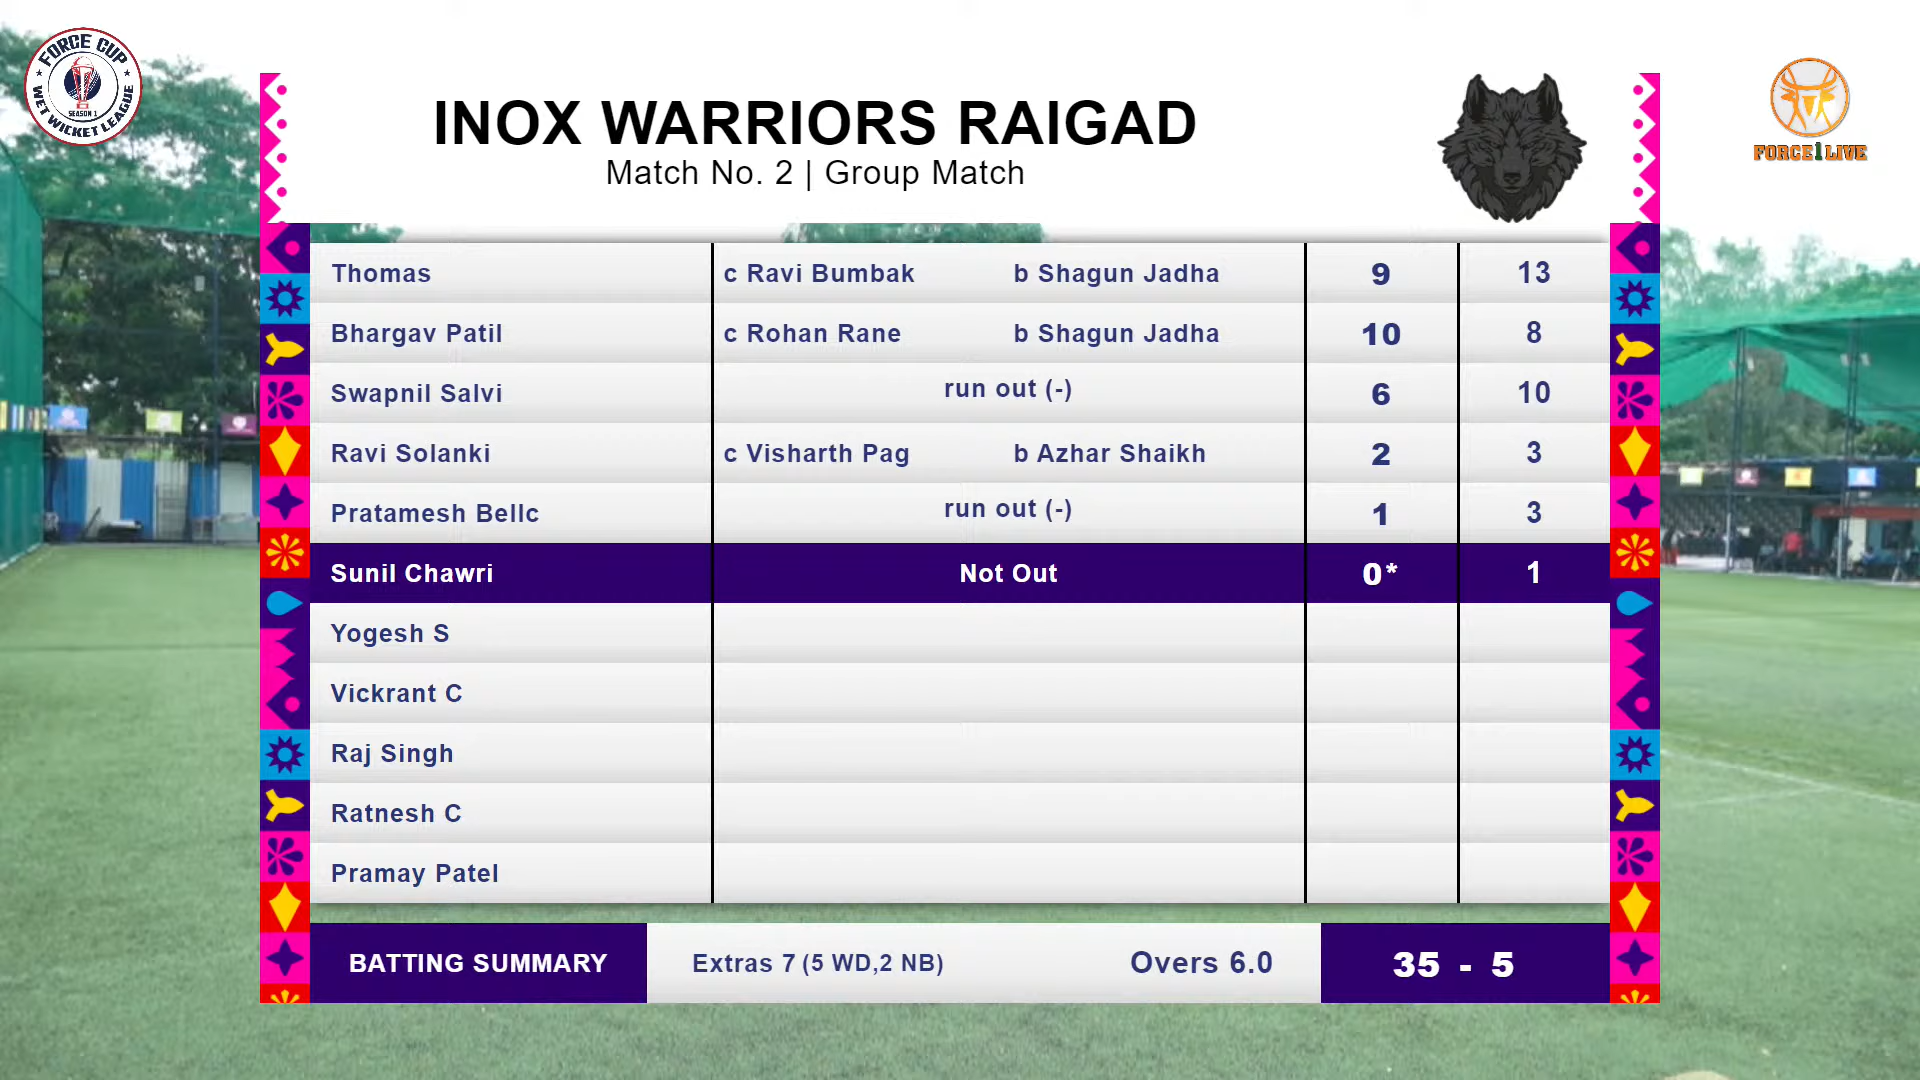 FORCE CUP
WET WICKET LEAGUE
SEASON 1
INOX WARRIORS RAIGAD
Match No. 2 | Group Match
FORCE1LIVE
Thomas c Ravi Bumbak b Shagun Jadha 9 13
Bhargav Patil c Rohan Rane b Shagun Jadha 10 8
Swapnil Salvi run out (-) 6 10
Ravi Solanki c Visharth Pag b Azhar Shaikh 2 3
Pratamesh Bellc run out (-) 1 3
Sunil Chawri Not Out 0* 1
Yogesh S
Vickrant C
Raj Singh
Ratnesh C
Pramay Patel
BATTING SUMMARY Extras 7 (5 WD,2 NB) Overs 6.0 35 - 5